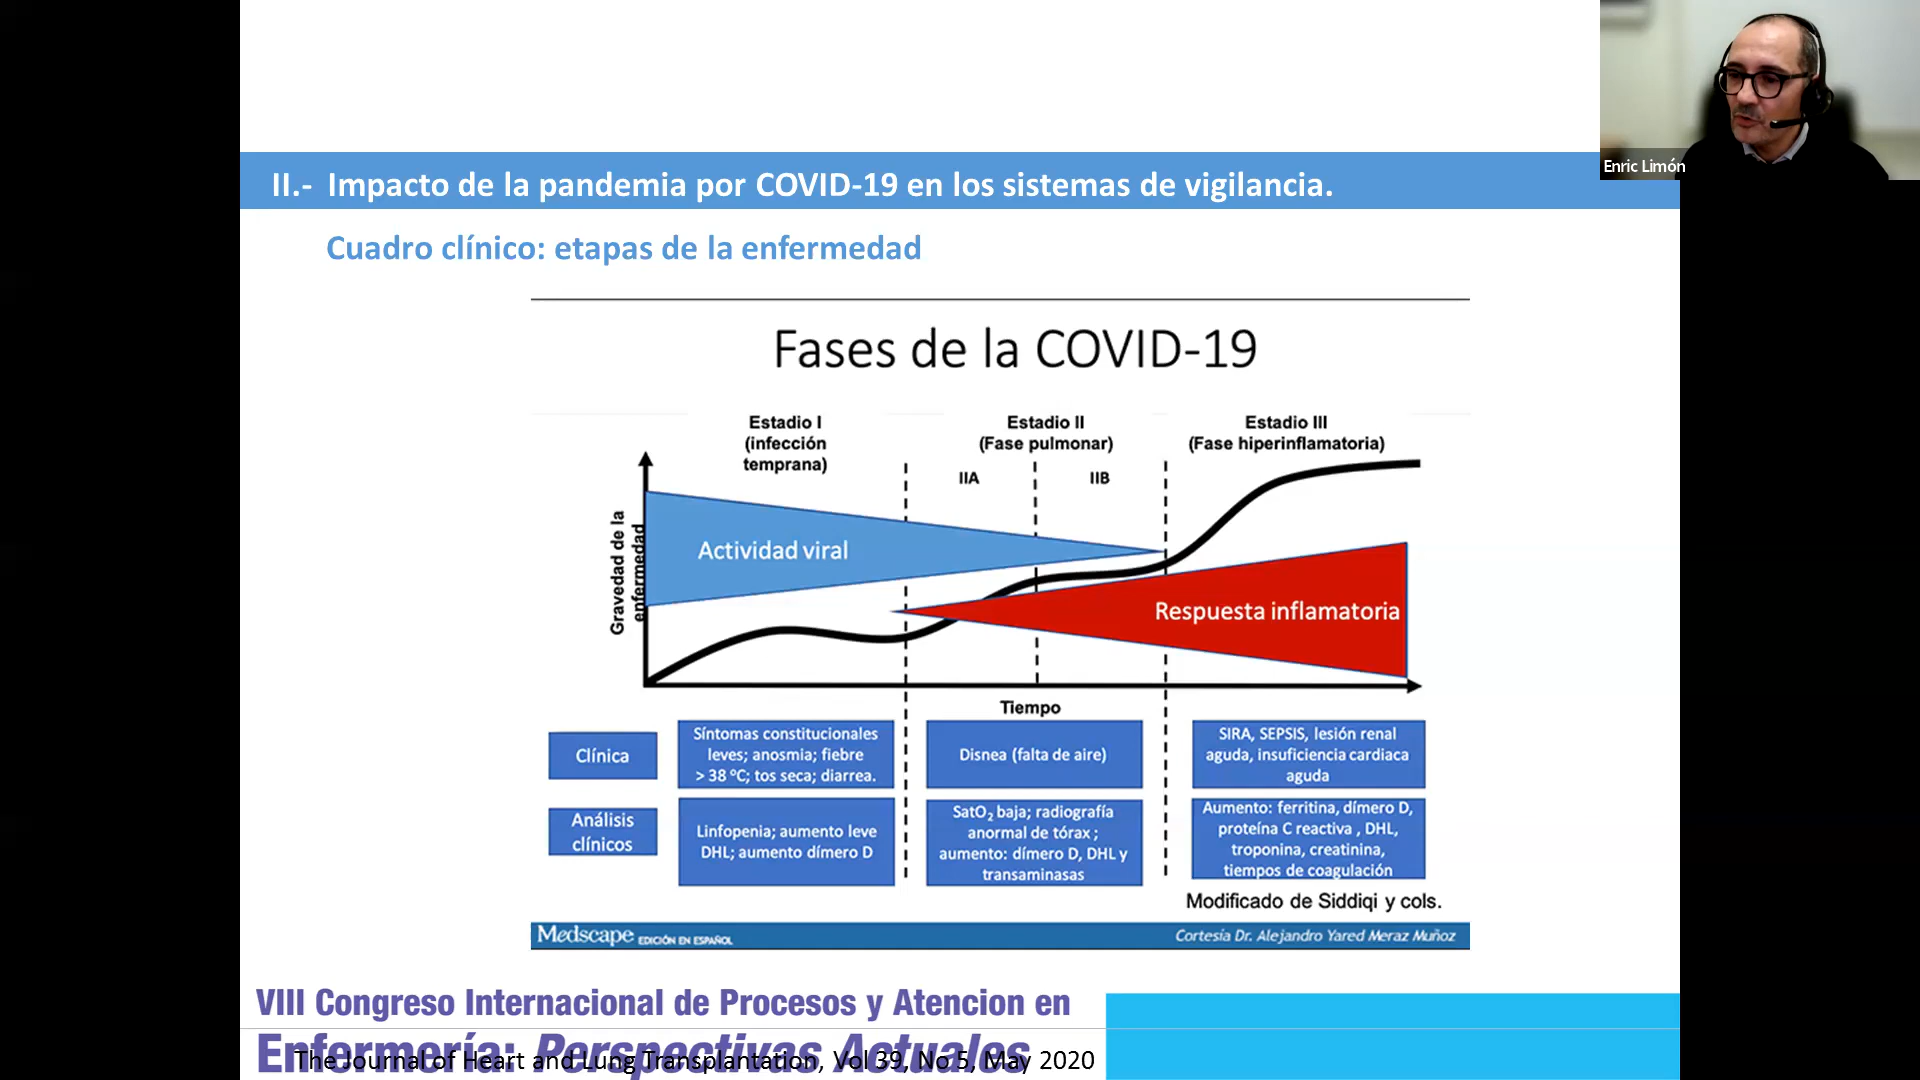 Enric Limón
II.- Impacto de la pandemia por COVID-19 en los sistemas de vigilancia.
Cuadro clínico: etapas de la enfermedad
Fases de la COVID-19
Estadio I
(infección
temprana)
Estadio II
(Fase pulmonar)
IIA
IIB
Estadio III
(Fase hiperinflamatoria)
Gravedad de la
enfermedad
Actividad viral
Respuesta inflamatoria
Tiempo
Clínica
Síntomas constitucionales
leves; anosmia; fiebre
> 38 ºC; tos seca; diarrea.
Disnea (falta de aire)
SIRA, SEPSIS, lesión renal
aguda, insuficiencia cardiaca
aguda
Análisis
clínicos
Linfopenia; aumento leve
DHL; aumento dímero D
SatO₂ baja; radiografía
anormal de tórax ;
aumento: dímero D, DHL y
transaminasas
Aumento: ferritina, dímero D,
proteína C reactiva , DHL,
troponina, creatinina,
tiempos de coagulación
Modificado de Siddiqi y cols.
Medscape EDICIÓN EN ESPAÑOL
Cortesía Dr. Alejandro Yared Meraz Muñoz
VIII Congreso Internacional de Procesos y Atencion en
Enfermería: Perspectivas Actuales
The Journal of Heart and Lung Transplantation, Vol 39, No 5, May 2020